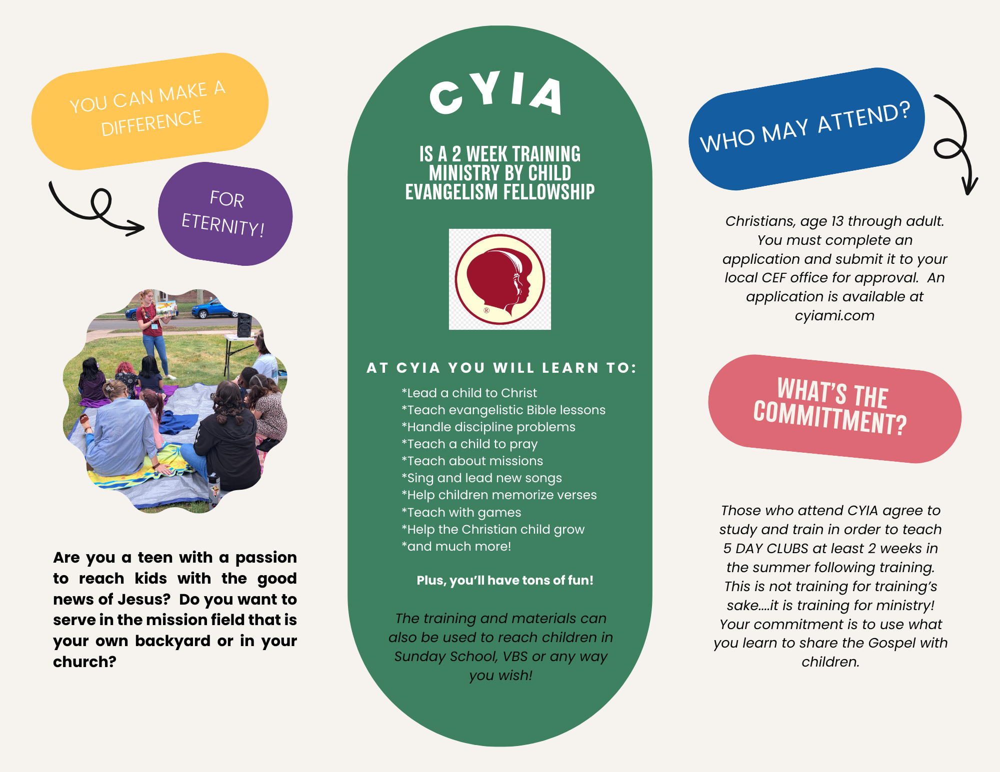 YOU CAN MAKE A
DIFFERENCE
FOR
ETERNITY!
Are you a teen with a passion
to reach kids with the good
news of Jesus?  Do you want to
serve in the mission field that is
your own backyard or in your
church?
CYIA
IS A 2 WEEK TRAINING
MINISTRY BY CHILD
EVANGELISM FELLOWSHIP
®
AT CYIA YOU WILL LEARN TO:
*Lead a child to Christ
*Teach evangelistic Bible lessons
*Handle discipline problems
*Teach a child to pray
*Teach about missions
*Sing and lead new songs
*Help children memorize verses
*Teach with games
*Help the Christian child grow
*and much more!
Plus, you'll have tons of fun!
The training and materials can
also be used to reach children in
Sunday School, VBS or any way
you wish!
WHO MAY ATTEND?
Christians, age 13 through adult.
You must complete an
application and submit it to your
local CEF office for approval.  An
application is available at
cyiami.com
WHAT'S THE
COMMITTMENT?
Those who attend CYIA agree to
study and train in order to teach
5 DAY CLUBS at least 2 weeks in
the summer following training.
This is not training for training's
sake....it is training for ministry!
Your commitment is to use what
you learn to share the Gospel with
children.